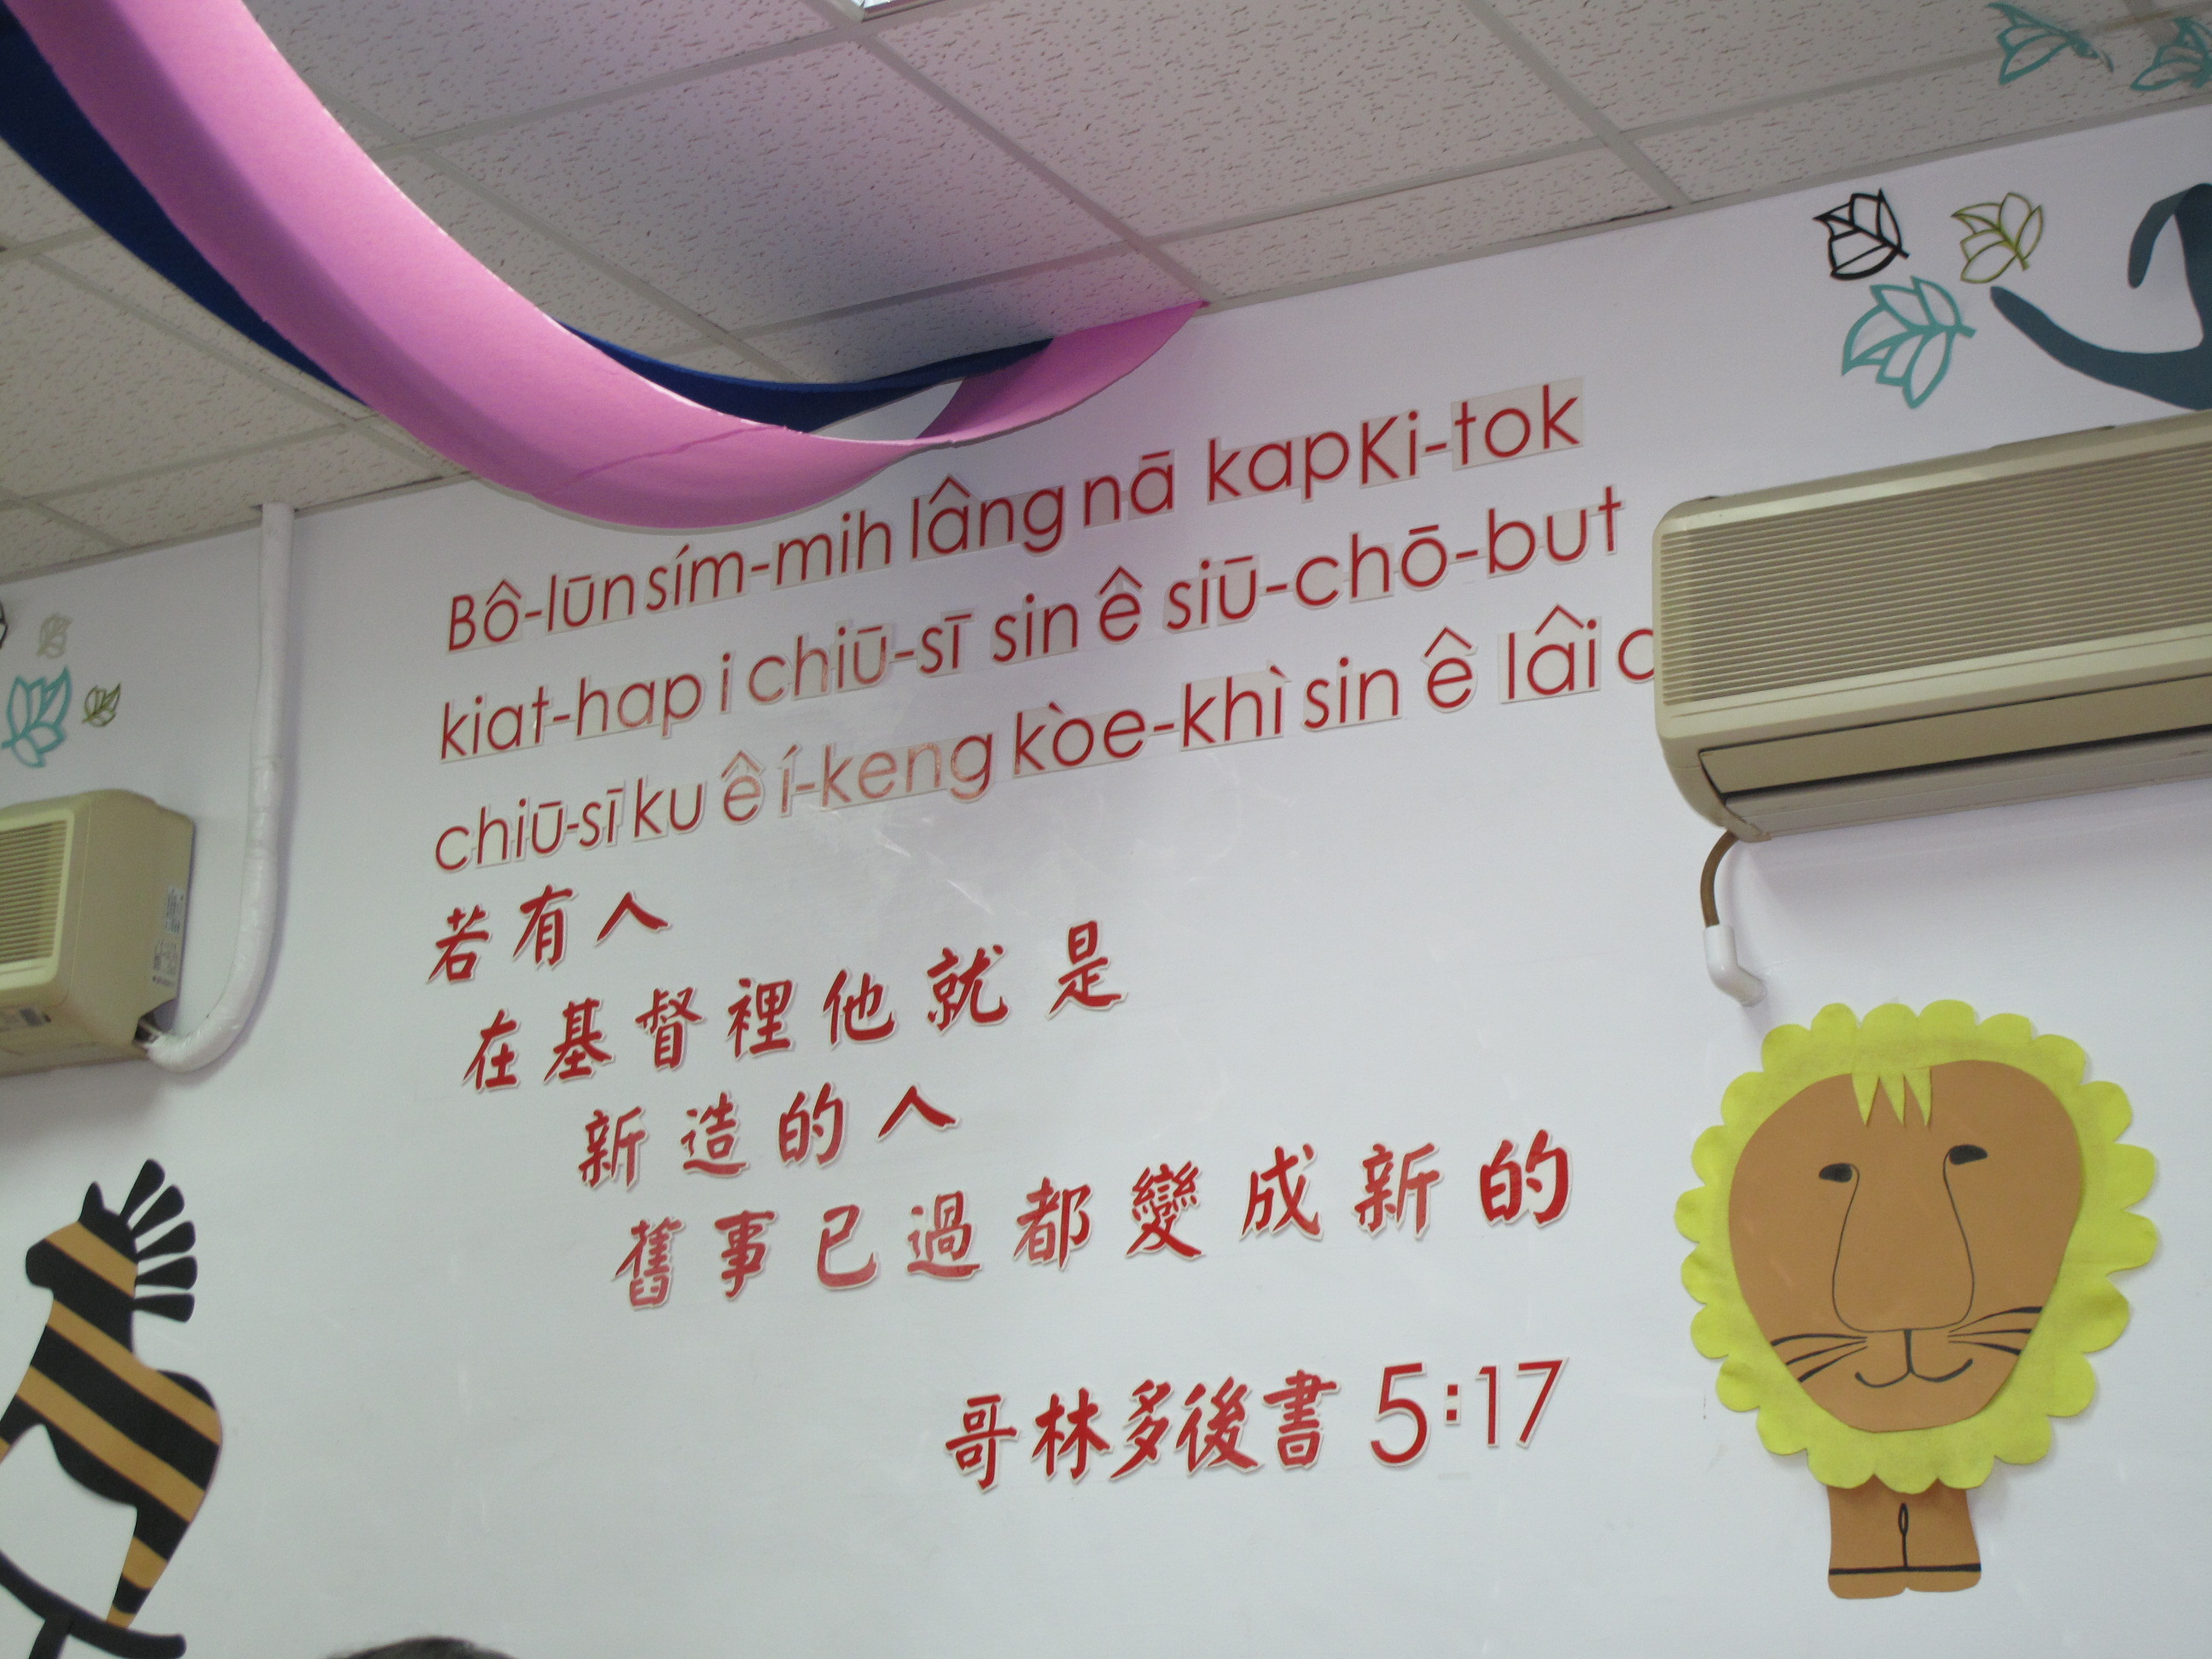 Bô-lūn sím-mih lâng nā kap Ki-tok
kiat-hap i chiū-sī sin ê siū-chō-but
chiū-sī ku ê í-keng kòe-khì sin ê lâi
若有人
在基督裡他就是
新造的人
舊事已過都變成新的
哥林多後書 5:17